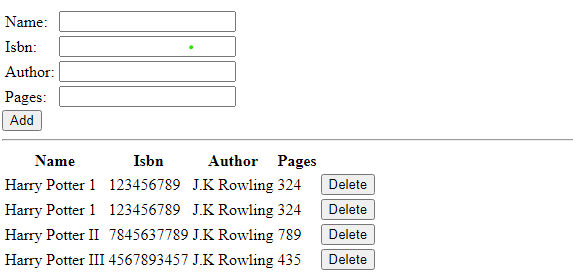 Name:
Isbn:
Author:
Pages:
Add
Name Isbn Author Pages
Harry Potter 1 123456789 J.K Rowling 324 Delete
Harry Potter 1 123456789 J.K Rowling 324 Delete
Harry Potter II 7845637789 J.K Rowling 789 Delete
Harry Potter III 4567893457 J.K Rowling 435 Delete